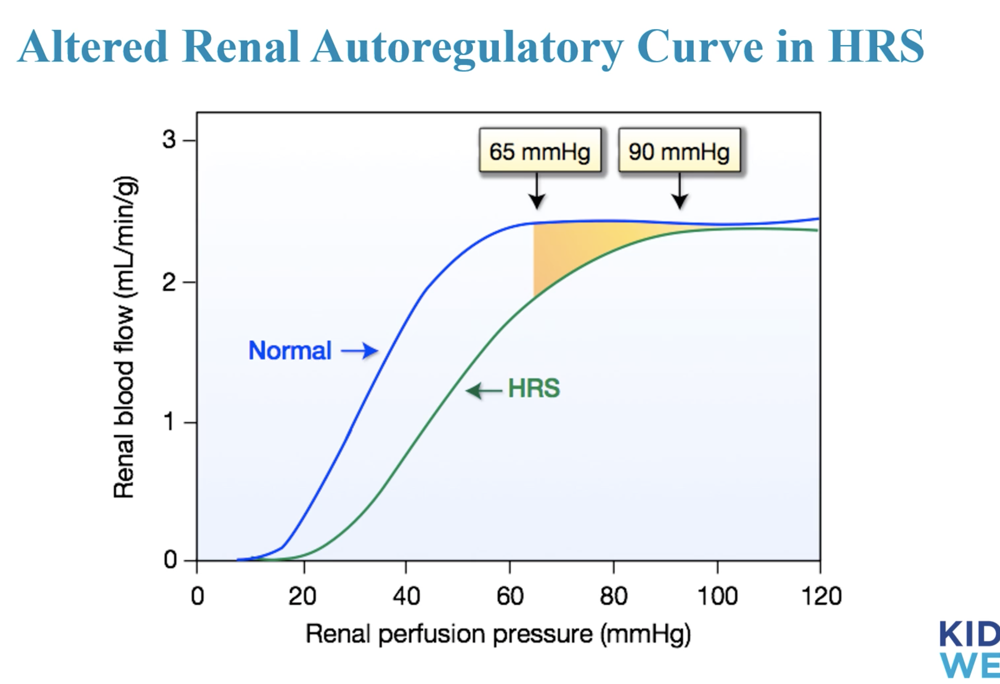 Altered Renal Autoregulatory Curve in HRS
65 mmHg
90 mmHg
Renal blood flow (mL/min/g)
3
2
1
0
Normal
HRS
0 20 40 60 80 100 120
Renal perfusion pressure (mmHg)
KID
WE